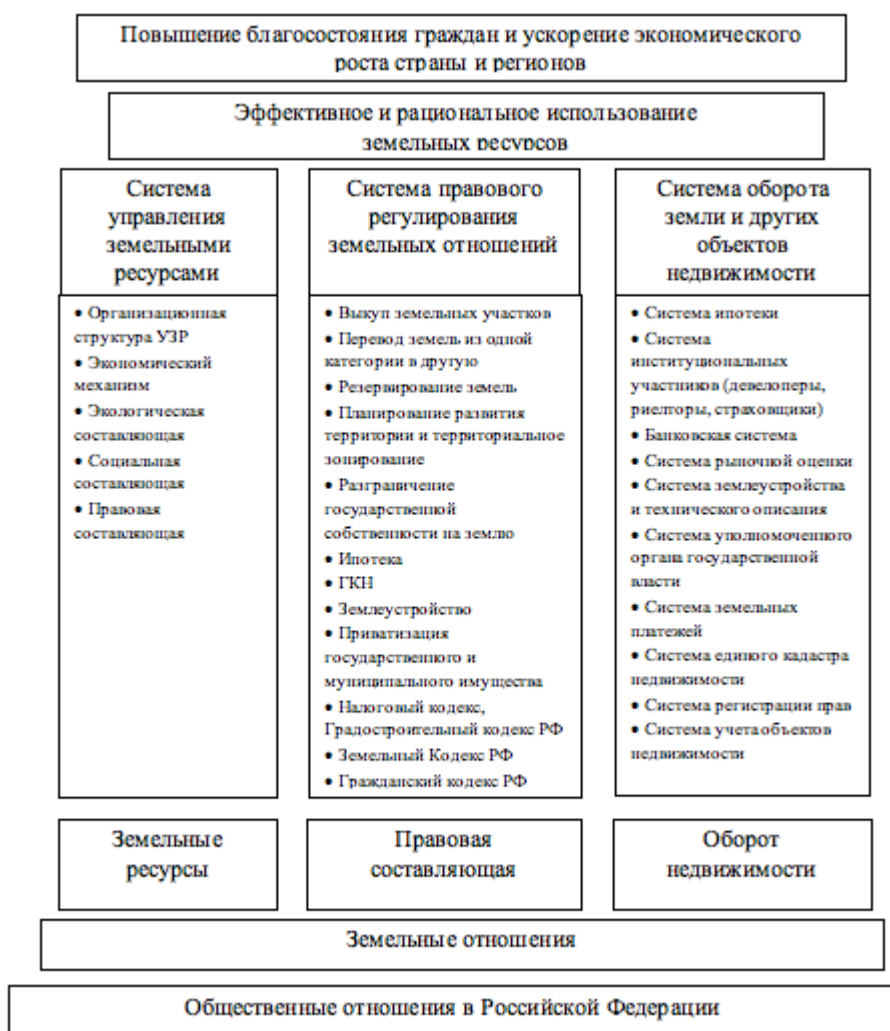 Повышение благосостояния граждан и ускорение экономического
роста страны и регионов
Эффективное и рациональное использование
земельных ресурсов
Система
управления
земельными
ресурсами
• Организационная
структура УЗР
• Экономический
механизм
• Экологическая
составляющая
• Социальная
составляющая
• Правовая
составляющая
Система правового
регулирования
земельных отношений
• Выкуп земельных участков
• Перевод земель из одной
категории в другую
• Резервирование земель
• Планирование развития
территории и территориальное
зонирование
• Разграничение
государственной
собственности на землю
• Ипотека
• ГКН
• Землеустройство
• Приватизация
государственного и
муниципального имущества
• Налоговый кодекс,
Градостроительный кодекс РФ
• Земельный Кодекс РФ
• Гражданский кодекс РФ
Система оборота
земли и других
объектов
недвижимости
• Система ипотеки
• Система
институциональных
участников (девелоперы,
риелторы, страховщики)
• Банковская система
• Система рыночной оценки
• Система землеустройства
и технического описания
• Система уполномоченного
органа государственной
власти
• Система земельных
платежей
• Система единого кадастра
недвижимости
• Система регистрации прав
• Система учета объектов
недвижимости
Земельные
ресурсы
Правовая
составляющая
Оборот
недвижимости
Земельные отношения
Общественные отношения в Российской Федерации